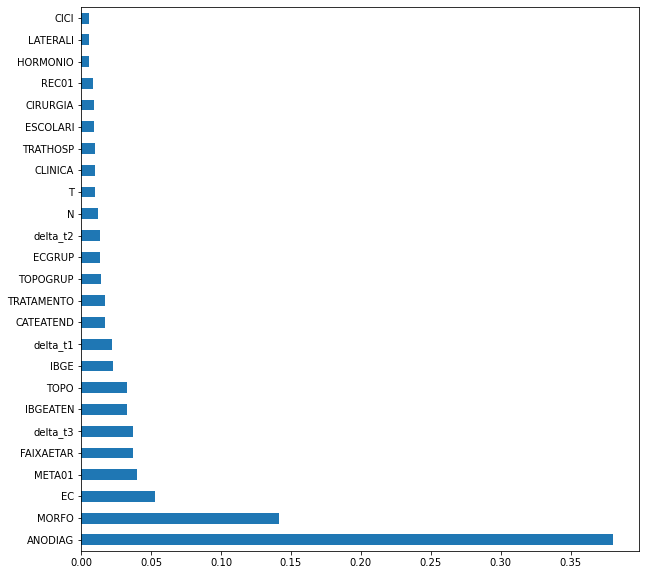 CICI
LATERALI
HORMONIO
REC01
CIRURGIA
ESCOLARI
TRATHOSP
CLINICA
T
N
delta_t2
ECGRUP
TOPOGRUP
TRATAMENTO
CATEATEND
delta_t1
IBGE
TOPO
IBGEATEN
delta_t3
FAIXAETAR
META01
EC
MORFO
ANODIAG
0.00 0.05 0.10 0.15 0.20 0.25 0.30 0.35